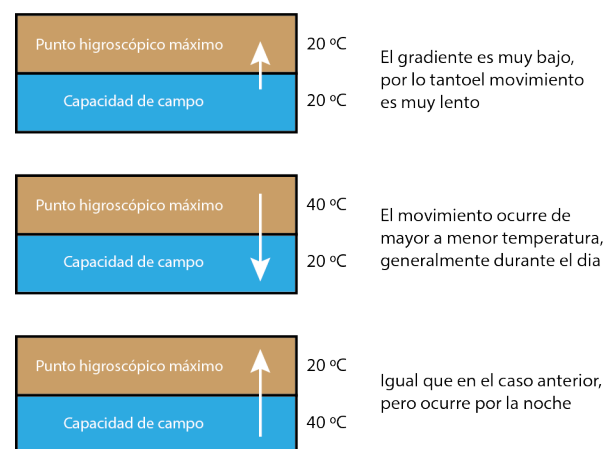 Punto higroscópico máximo
20 ºC
Capacidad de campo
20 ºC
El gradiente es muy bajo,
por lo tantoel movimiento
es muy lento
Punto higroscópico máximo
40 ºC
Capacidad de campo
20 ºC
El movimiento ocurre de
mayor a menor temperatura,
generalmente durante el dia
Punto higroscópico máximo
20 ºC
Capacidad de campo
40 ºC
Igual que en el caso anterior,
pero ocurre por la noche